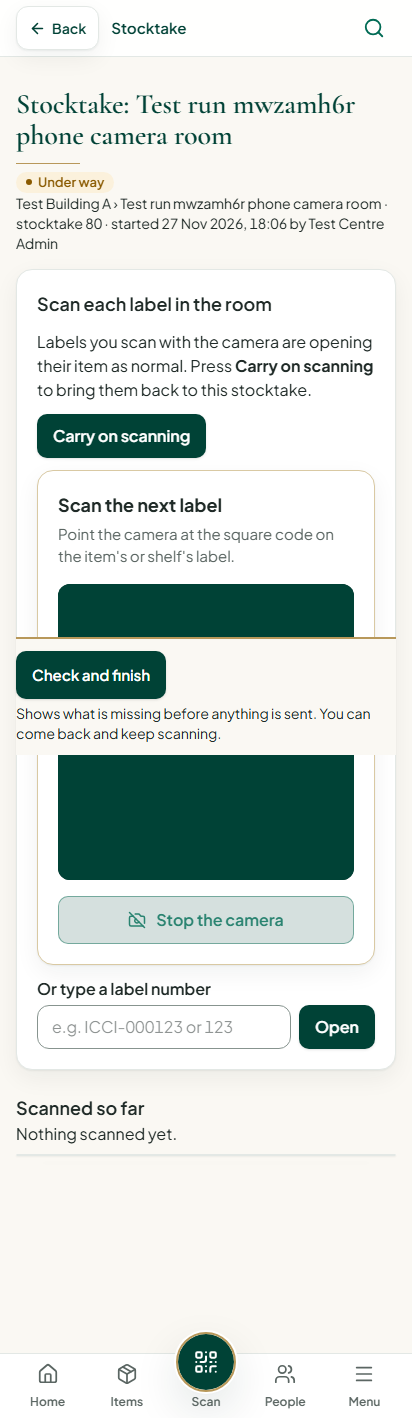 Back
Stocktake
Stocktake: Test run mwzamh6r
phone camera room
Under way
Test Building A › Test run mwzamh6r phone camera room ·
stocktake 80 · started 27 Nov 2026, 18:06 by Test Centre
Admin
Scan each label in the room
Labels you scan with the camera are opening
their item as normal. Press Carry on scanning
to bring them back to this stocktake.
Carry on scanning
Scan the next label
Point the camera at the square code on
the item's or shelf's label.
Check and finish
Shows what is missing before anything is sent. You can
come back and keep scanning.
Stop the camera
Or type a label number
e.g. ICCI-000123 or 123
Open
Scanned so far
Nothing scanned yet.
Home
Items
Scan
People
Menu